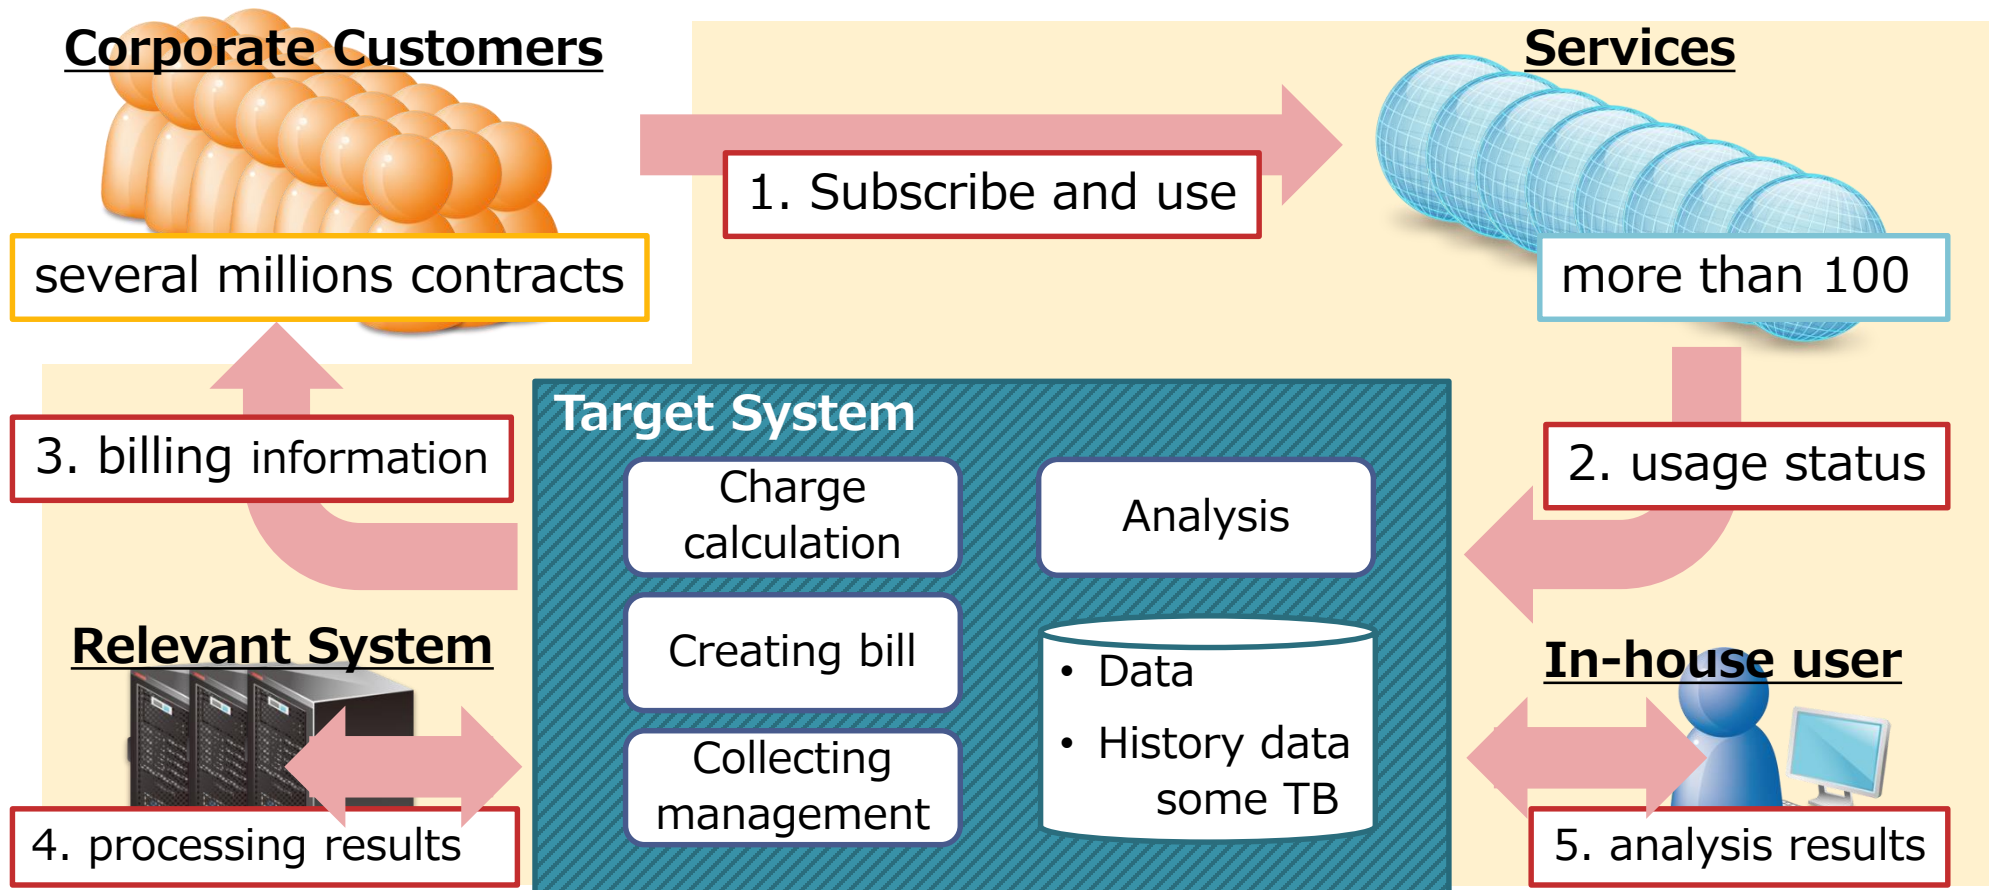 Corporate Customers
Services
1. Subscribe and use
several millions contracts
more than 100
3. billing information
Target System
2. usage status
Charge
calculation
Analysis
Creating bill
Collecting
management
• Data
• History data
some TB
Relevant System
In-house user
4. processing results
5. analysis results